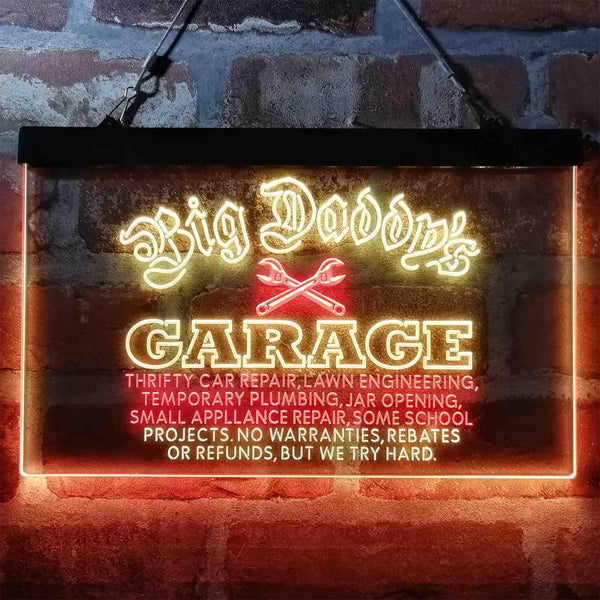 Big Daddy's
GARAGE
THRIFTY CAR REPAIR, LAWN ENGINEERING,
TEMPORARY PLUMBING, JAR OPENING,
SMALL APPLLANCE REPAIR, SOME SCHOOL
PROJECTS. NO WARRANTIES, REBATES
OR REFUNDS, BUT WE TRY HARD.